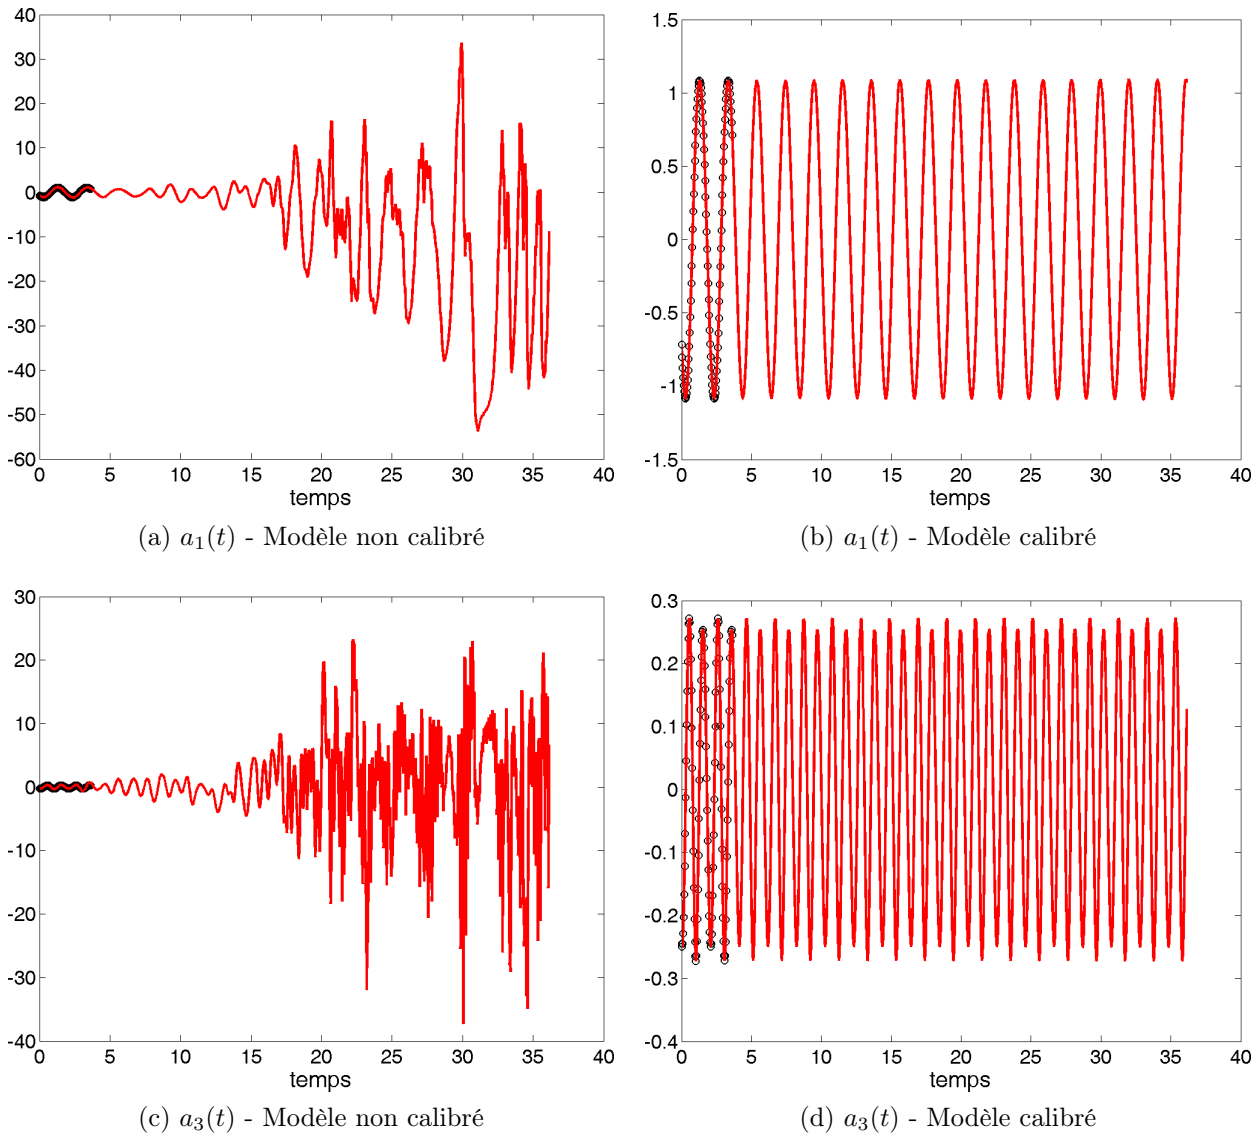 40
30
20
10
0
-10
-20
-30
-40
-50
-60
0 5 10 15 20 25 30 35 40
temps
(a) a₁(t) - Modèle non calibré
1.5
1
0.5
0
-0.5
-1
-1.5
0 5 10 15 20 25 30 35 40
temps
(b) a₁(t) - Modèle calibré
30
20
10
0
-10
-20
-30
-40
0 5 10 15 20 25 30 35 40
temps
(c) a₃(t) - Modèle non calibré
0.3
0.2
0.1
0
-0.1
-0.2
-0.3
-0.4
0 5 10 15 20 25 30 35 40
temps
(d) a₃(t) - Modèle calibré